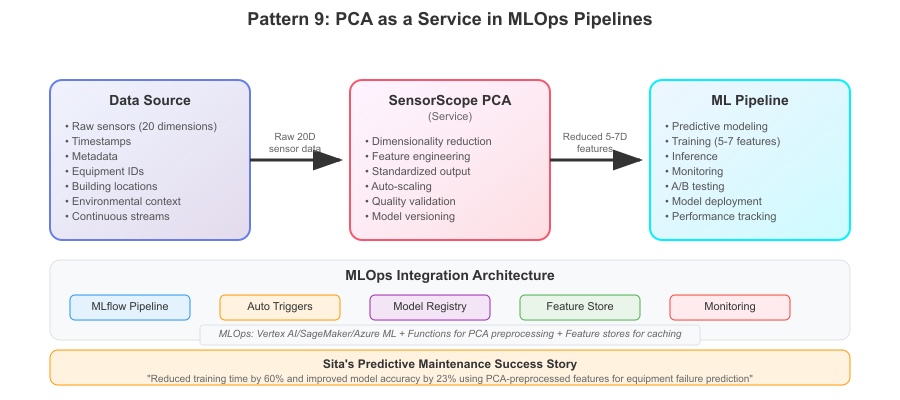 Pattern 9: PCA as a Service in MLOps Pipelines
Data Source
• Raw sensors (20 dimensions)
• Timestamps
• Metadata
• Equipment IDs
• Building locations
• Environmental context
• Continuous streams
Raw 20D
sensor data
SensorScope PCA
(Service)
• Dimensionality reduction
• Feature engineering
• Standardized output
• Auto-scaling
• Quality validation
• Model versioning
Reduced 5-7D
features
ML Pipeline
• Predictive modeling
• Training (5-7 features)
• Inference
• Monitoring
• A/B testing
• Model deployment
• Performance tracking
MLOps Integration Architecture
MLflow Pipeline
Auto Triggers
Model Registry
Feature Store
Monitoring
MLOps: Vertex AI/SageMaker/Azure ML + Functions for PCA preprocessing + Feature stores for caching
Sita's Predictive Maintenance Success Story
"Reduced training time by 60% and improved model accuracy by 23% using PCA-preprocessed features for equipment failure prediction"